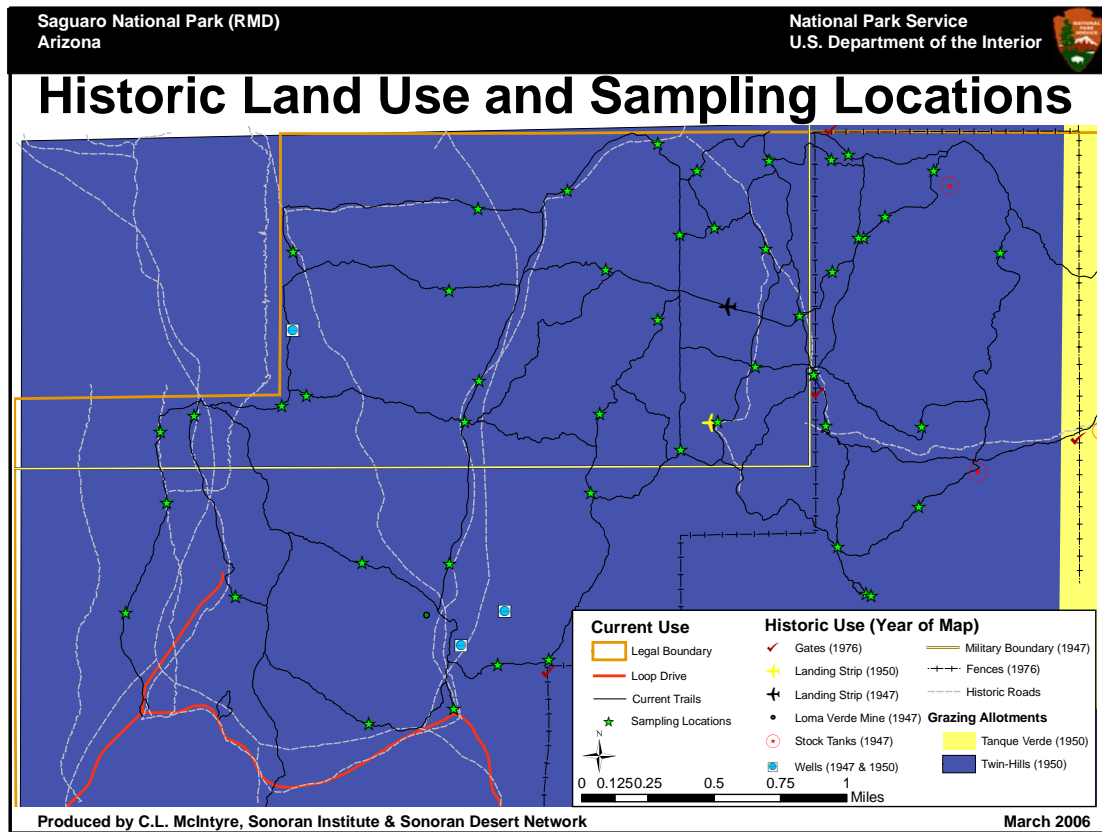 Saguaro National Park (RMD)
Arizona
National Park Service
U.S. Department of the Interior
NATIONAL
PARK
SERVICE
Historic Land Use and Sampling Locations
Current Use
Legal Boundary
Loop Drive
Current Trails
Sampling Locations
N
0 0.1250.25 0.5 0.75 1
Miles
Historic Use (Year of Map)
Gates (1976)
Landing Strip (1950)
Landing Strip (1947)
Loma Verde Mine (1947)
Stock Tanks (1947)
Wells (1947 & 1950)
Military Boundary (1947)
Fences (1976)
Historic Roads
Grazing Allotments
Tanque Verde (1950)
Twin-Hills (1950)
Produced by C.L. McIntyre, Sonoran Institute & Sonoran Desert Network
March 2006